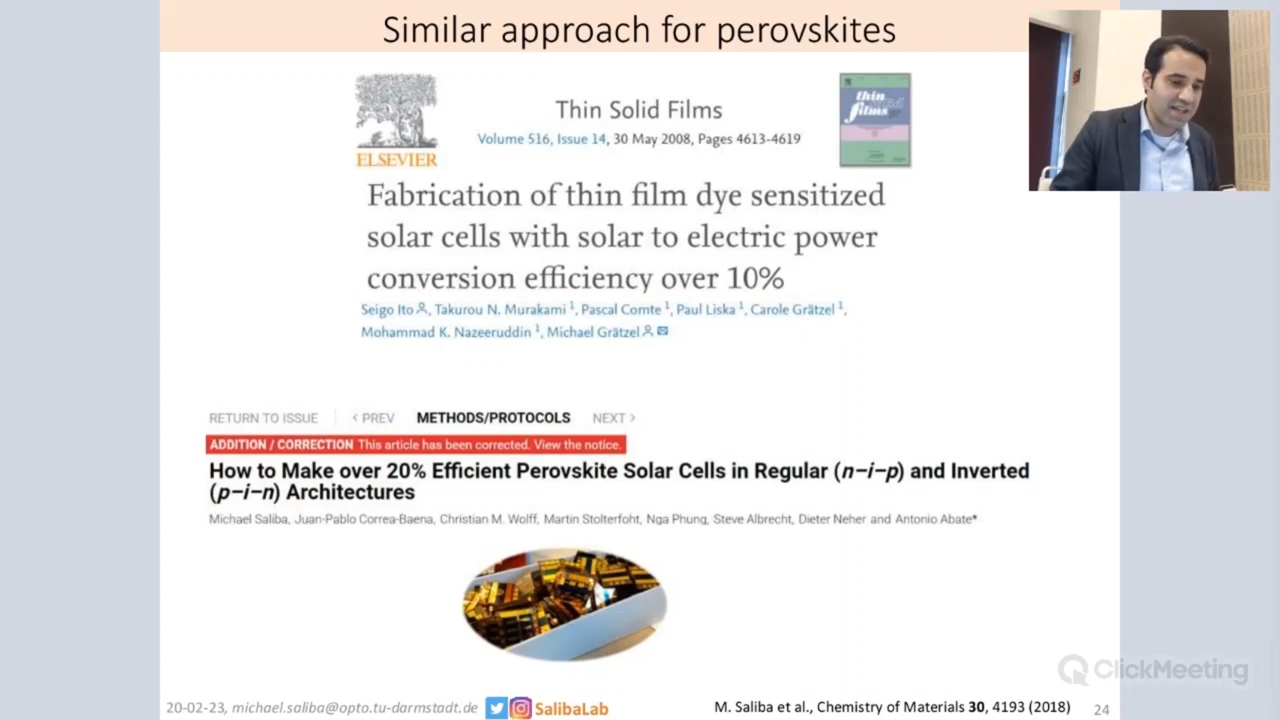 Similar approach for perovskites
ELSEVIER
Thin Solid Films
Volume 516, Issue 14, 30 May 2008, Pages 4613-4619
thin
films
Fabrication of thin film dye sensitized
solar cells with solar to electric power
conversion efficiency over 10%
Seigo Ito, Takurou N. Murakami 1, Pascal Comte 1, Paul Liska 1, Carole Grätzel 1,
Mohammad K. Nazeeruddin 1, Michael Grätzel
RETURN TO ISSUE < PREV METHODS/PROTOCOLS NEXT >
ADDITION / CORRECTION This article has been corrected. View the notice.
How to Make over 20% Efficient Perovskite Solar Cells in Regular (n−i−p) and Inverted
(p−i−n) Architectures
Michael Saliba, Juan-Pablo Correa-Baena, Christian M. Wolff, Martin Stolterfoht, Nga Phung, Steve Albrecht, Dieter Neher and Antonio Abate*
ClickMeeting
20-02-23, michael.saliba@opto.tu-darmstadt.de SalibaLab M. Saliba et al., Chemistry of Materials 30, 4193 (2018) 24